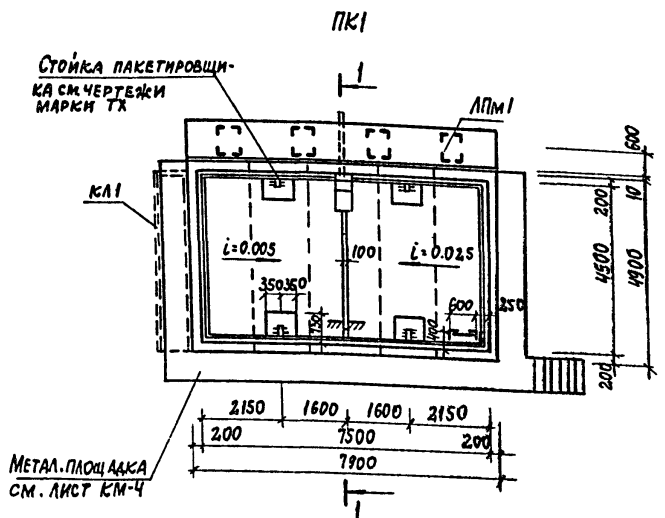 ПК1
Стойка пакетировщи-
ка см. чертежи
марки ТХ
1
ЛПм1
600
10
200
КЛ1
i=0.005
100
i=0.025
4500
4900
350 350
750
600
250
400
200
2150 1600 1600 2150
200 7500 200
7900
Метал. площадка
см. лист КМ-4
1